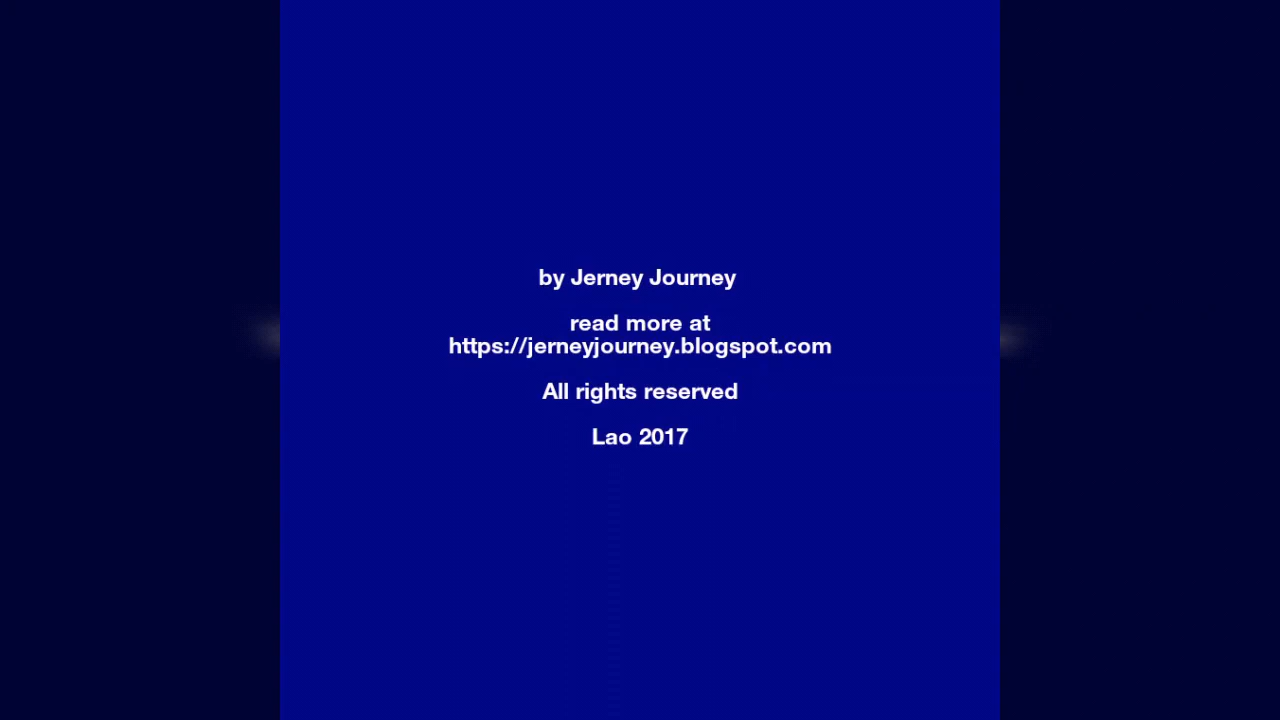 by Jerney Journey
read more at
https://jerneyjourney.blogspot.com
All rights reserved
Lao 2017